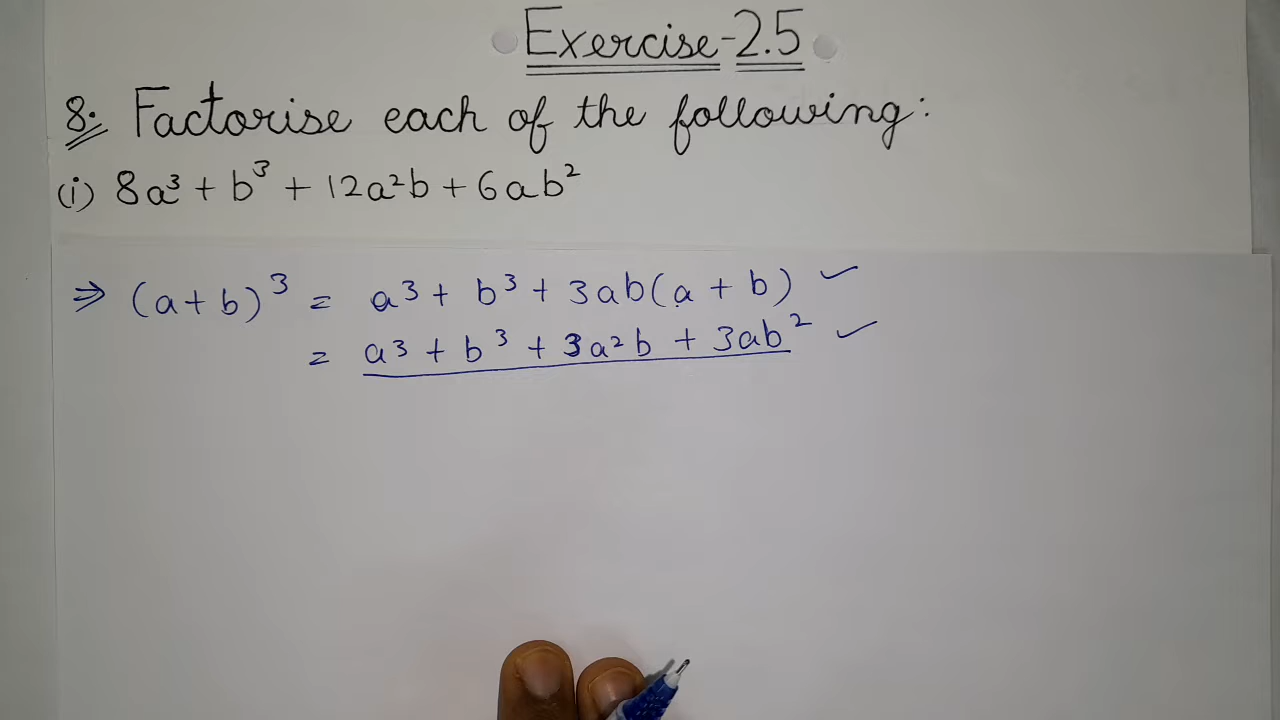 Exercise-2.5
8. Factorise each of the following:
(i) 8a³ + b³ + 12a²b + 6ab²
⇒ (a+b)³ = a³ + b³ + 3ab(a + b) ✓
= a³ + b³ + 3a²b + 3ab² ✓